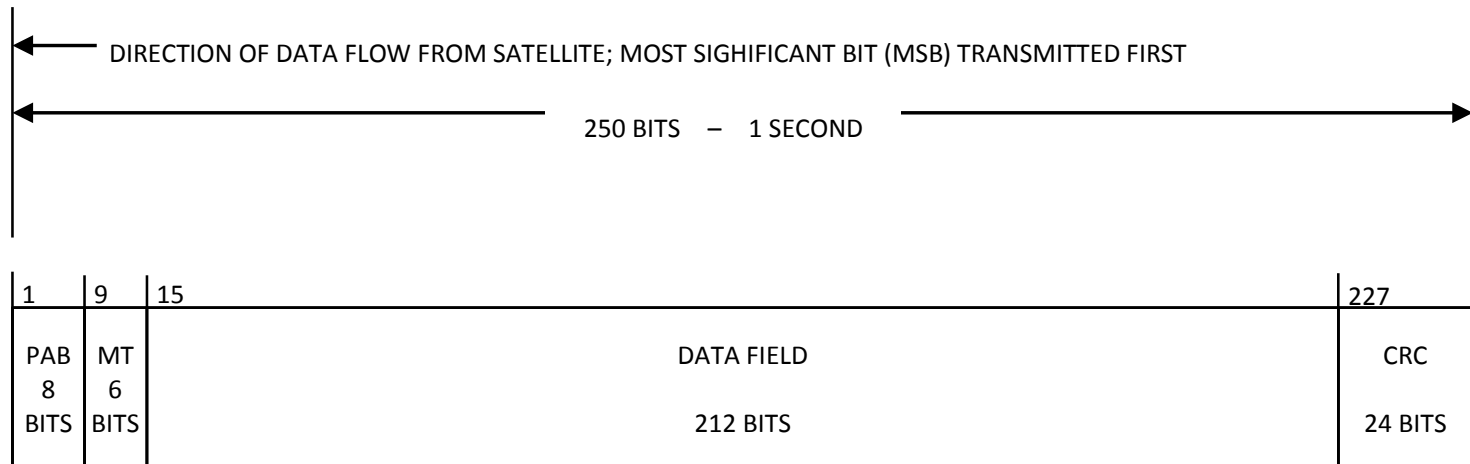 DIRECTION OF DATA FLOW FROM SATELLITE; MOST SIGHIFICANT BIT (MSB) TRANSMITTED FIRST
250 BITS – 1 SECOND
1 9 15 227
PAB MT DATA FIELD CRC
8 6
BITS BITS 212 BITS 24 BITS